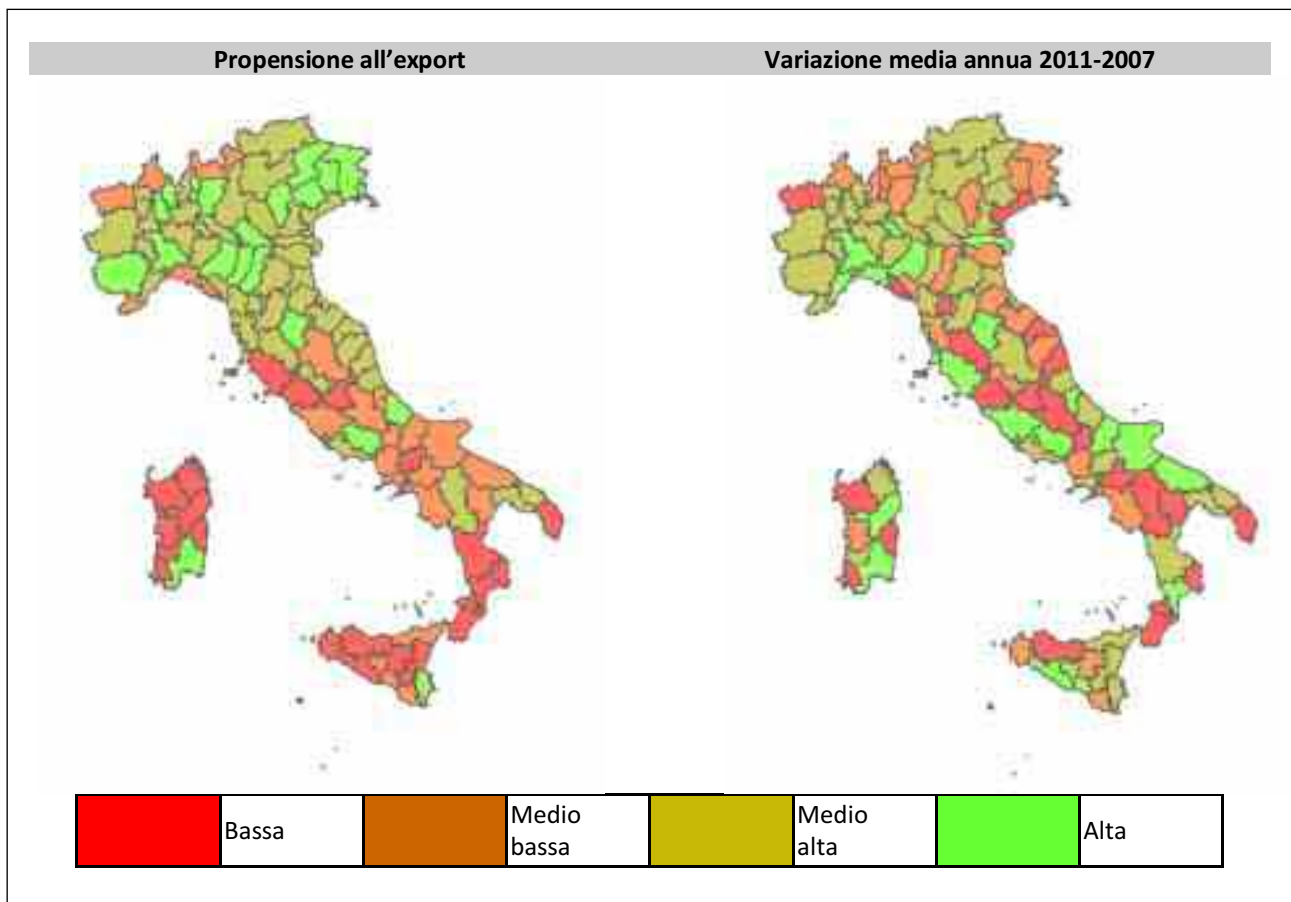 Propensione all'export
Variazione media annua 2011-2007
Bassa
Medio
bassa
Medio
alta
Alta